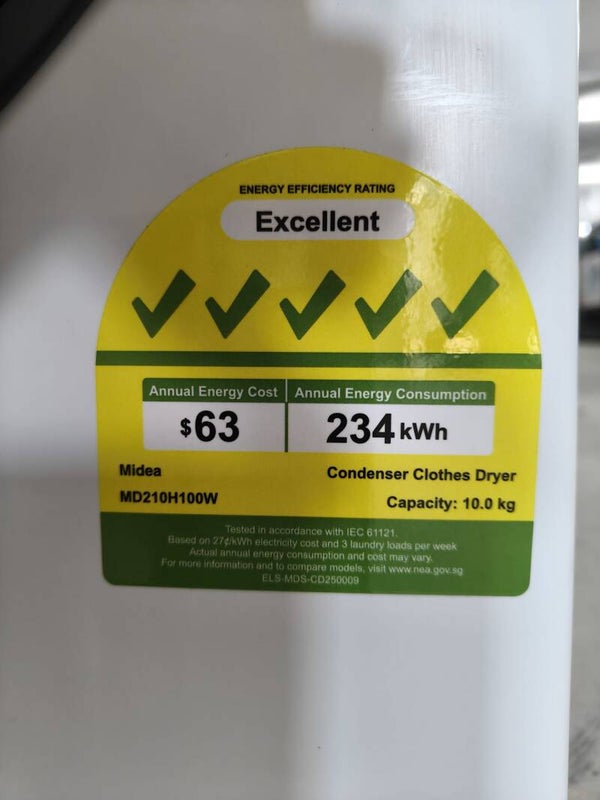 ENERGY EFFICIENCY RATING
Excellent
Annual Energy Cost
$63
Annual Energy Consumption
234 kWh
Midea
Condenser Clothes Dryer
MD210H100W
Capacity: 10.0 kg
Tested in accordance with IEC 61121.
Based on 27¢/kWh electricity cost and 3 laundry loads per week
Actual annual energy consumption and cost may vary.
For more information and to compare models, visit www.nea.gov.sg
ELS-MDS-CD250009